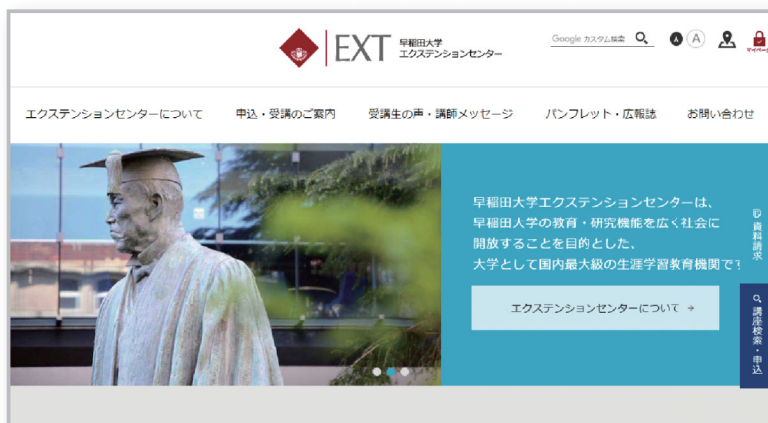 EXT 早稲田大学
エクステンションセンター
Google カスタム検索
A A
マイページ
エクステンションセンターについて 申込・受講のご案内 受講生の声・講師メッセージ パンフレット・広報誌 お問い合わせ
早稲田大学エクステンションセンターは、
早稲田大学の教育・研究機能を広く社会に
開放することを目的とした、
大学として国内最大級の生涯学習教育機関です
エクステンションセンターについて →
資料請求
講座検索・申込